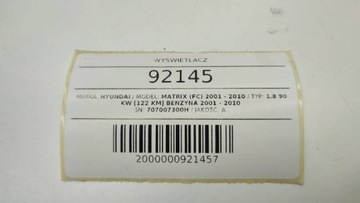 WYŚWIETLACZ
92145
MARKA: HYUNDAI / MODEL: MATRIX (FC) 2001 - 2010 / TYP: 1.8 90
KW [122 KM] BENZYNA 2001 - 2010
SN: 707007300H / JAKOŚĆ: A
2000000921457